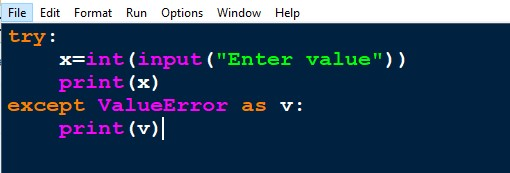 File Edit Format Run Options Window Help
try:
    x=int(input("Enter value"))
    print(x)
except ValueError as v:
    print(v)